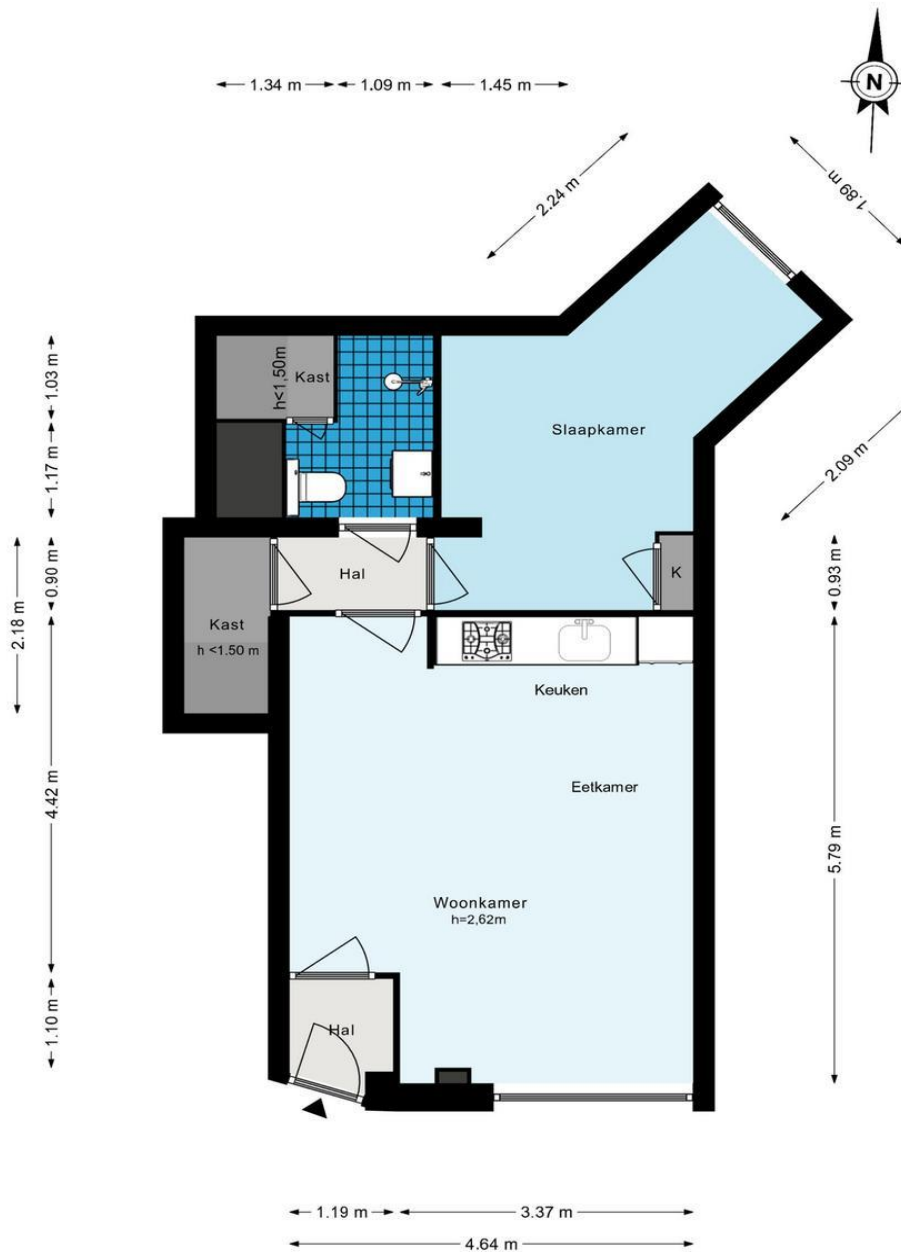 1.34 m
1.09 m
1.45 m
N
2.24 m
1.89 m
1.03 m
h<1,50m
Kast
Slaapkamer
1.17 m
2.09 m
0.90 m
2.18 m
Hal
K
0.93 m
Kast
h <1.50 m
Keuken
Eetkamer
4.42 m
5.79 m
Woonkamer
h=2,62m
1.10 m
Hal
1.19 m
3.37 m
4.64 m